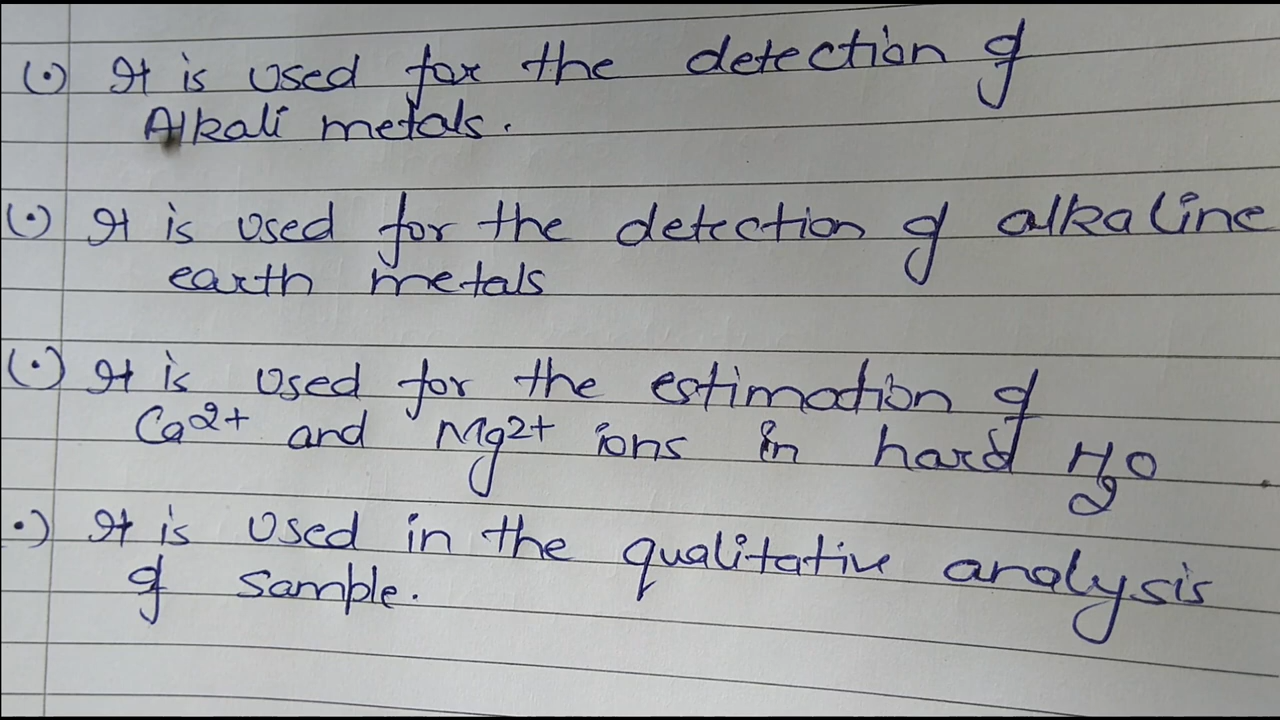 (•) It is used for the detection of
Alkali metals.
(•) It is used for the detection of alkaline
earth metals
(•) It is used for the estimation of
Ca2+ and Mg2+ ions in hard H2O
•) It is used in the qualitative analysis
of sample.